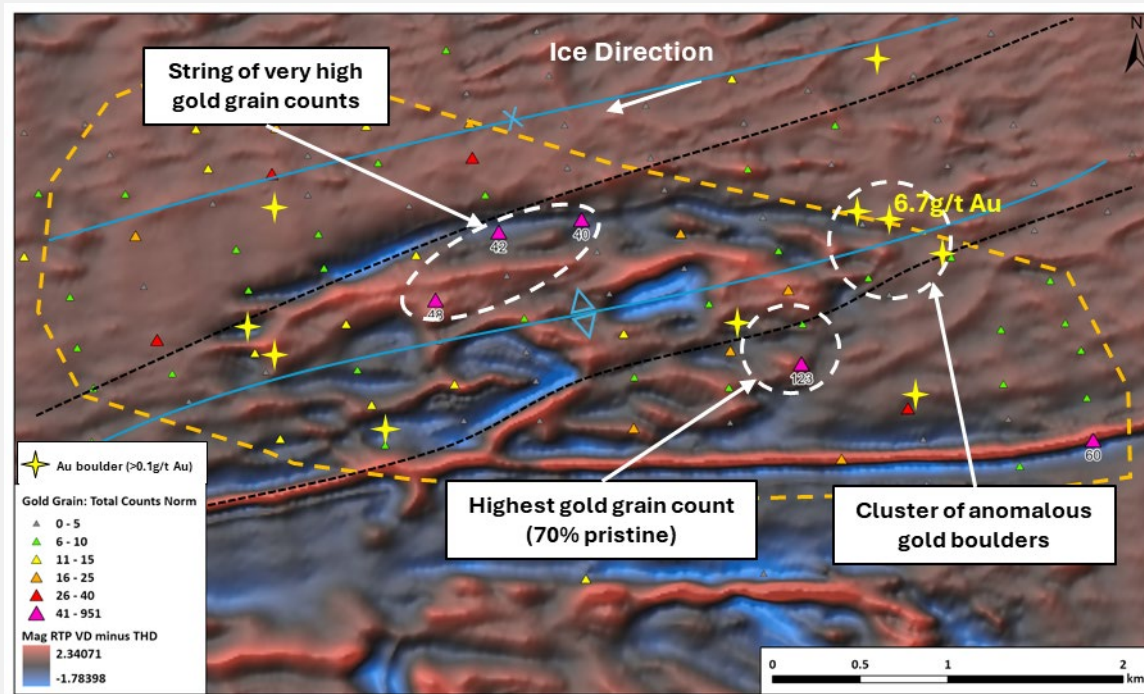 N
Ice Direction
String of very high
gold grain counts
6.7g/t Au
40
42
48
123
60
Highest gold grain count
(70% pristine)
Cluster of anomalous
gold boulders
Au boulder (>0.1g/t Au)
Gold Grain: Total Counts Norm
0 - 5
6 - 10
11 - 15
16 - 25
26 - 40
41 - 951
Mag RTP VD minus THD
2.34071
-1.78398
0 0.5 1 2
km